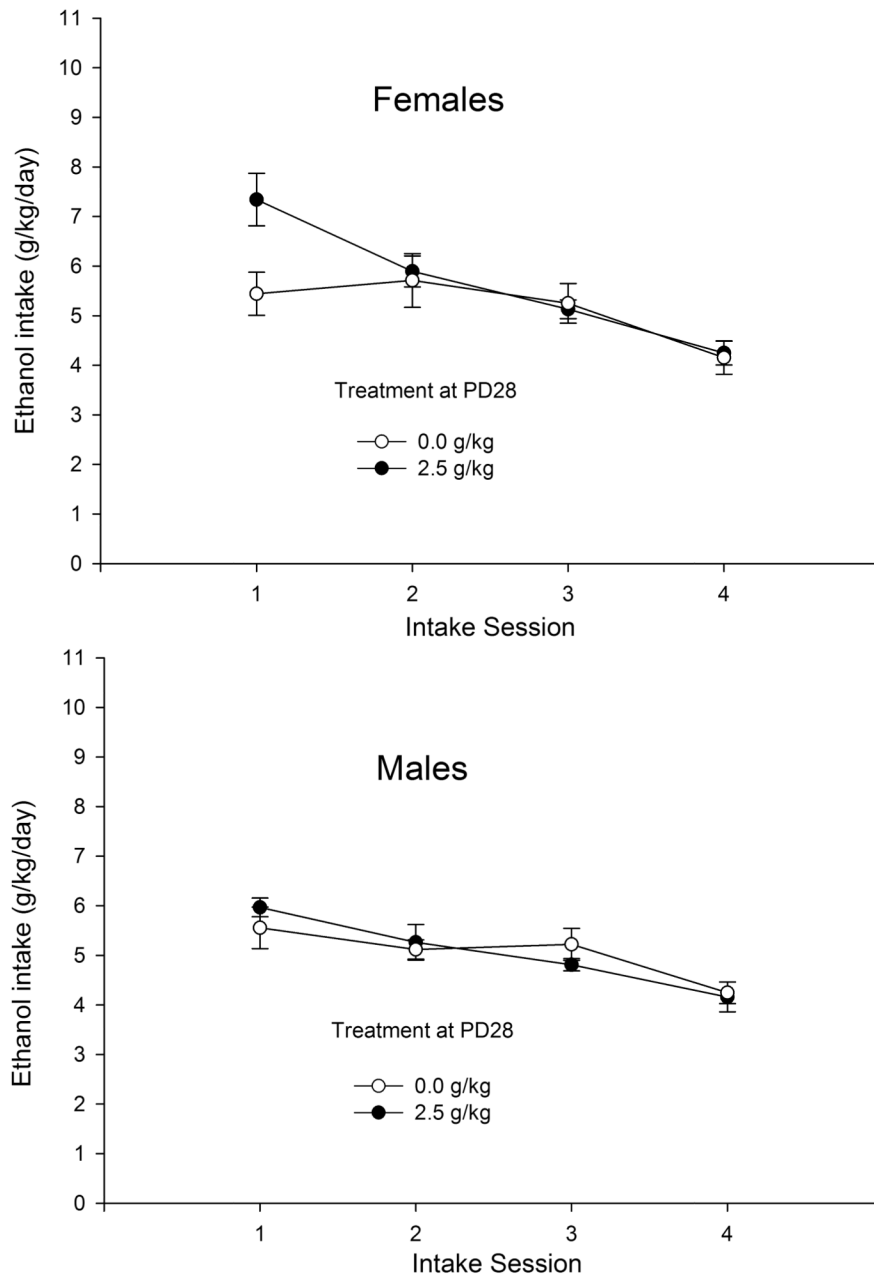 11
10
Females
9
8
7
6
5
4
3
2
1
0
Ethanol intake (g/kg/day)
Treatment at PD28
0.0 g/kg
2.5 g/kg
1 2 3 4
Intake Session
11
10
9
Males
8
7
6
5
4
3
2
1
0
Ethanol intake (g/kg/day)
Treatment at PD28
0.0 g/kg
2.5 g/kg
1 2 3 4
Intake Session